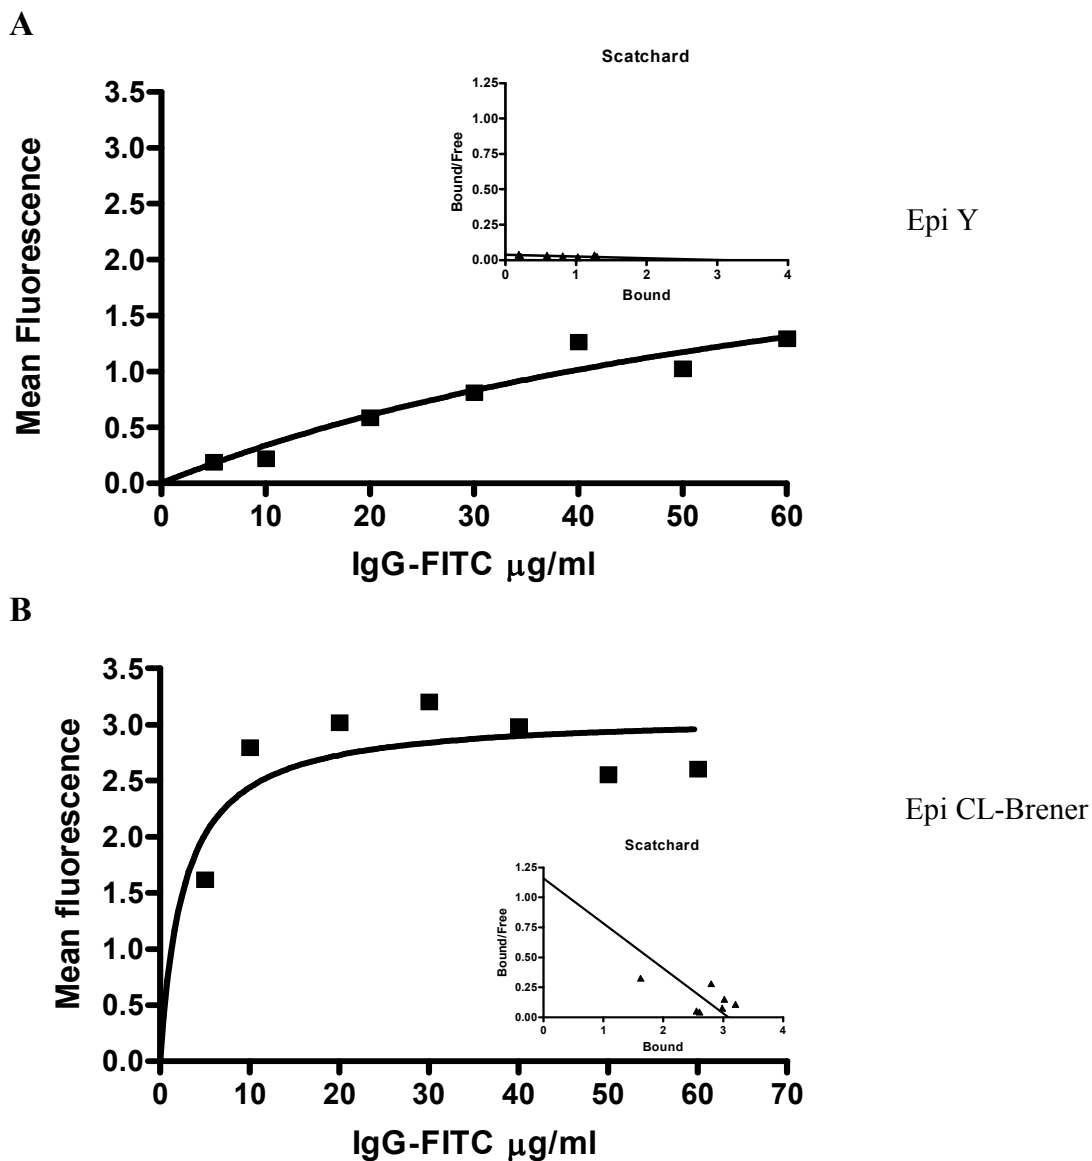 A
Scatchard
3.5
3.0
2.5
2.0
1.5
1.0
0.5
0.0
Mean Fluorescence
1.25
1.00
0.75
0.50
0.25
0.00
Bound/Free
0 1 2 3 4
Bound
Epi Y
0 10 20 30 40 50 60
IgG-FITC μg/ml
B
3.5
3.0
2.5
2.0
1.5
1.0
0.5
0.0
Mean fluorescence
Epi CL-Brener
Scatchard
1.25
1.00
0.75
0.50
0.25
0.00
Bound/Free
0 1 2 3 4
Bound
0 10 20 30 40 50 60 70
IgG-FITC μg/ml